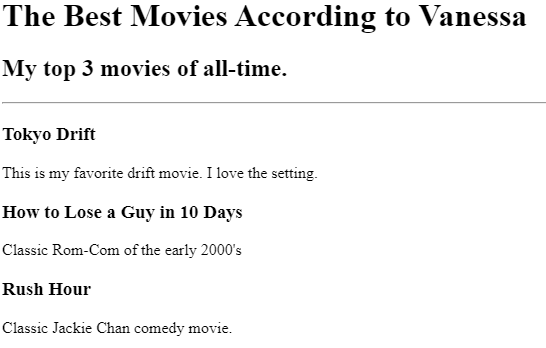 The Best Movies According to Vanessa
My top 3 movies of all-time.
Tokyo Drift
This is my favorite drift movie. I love the setting.
How to Lose a Guy in 10 Days
Classic Rom-Com of the early 2000's
Rush Hour
Classic Jackie Chan comedy movie.